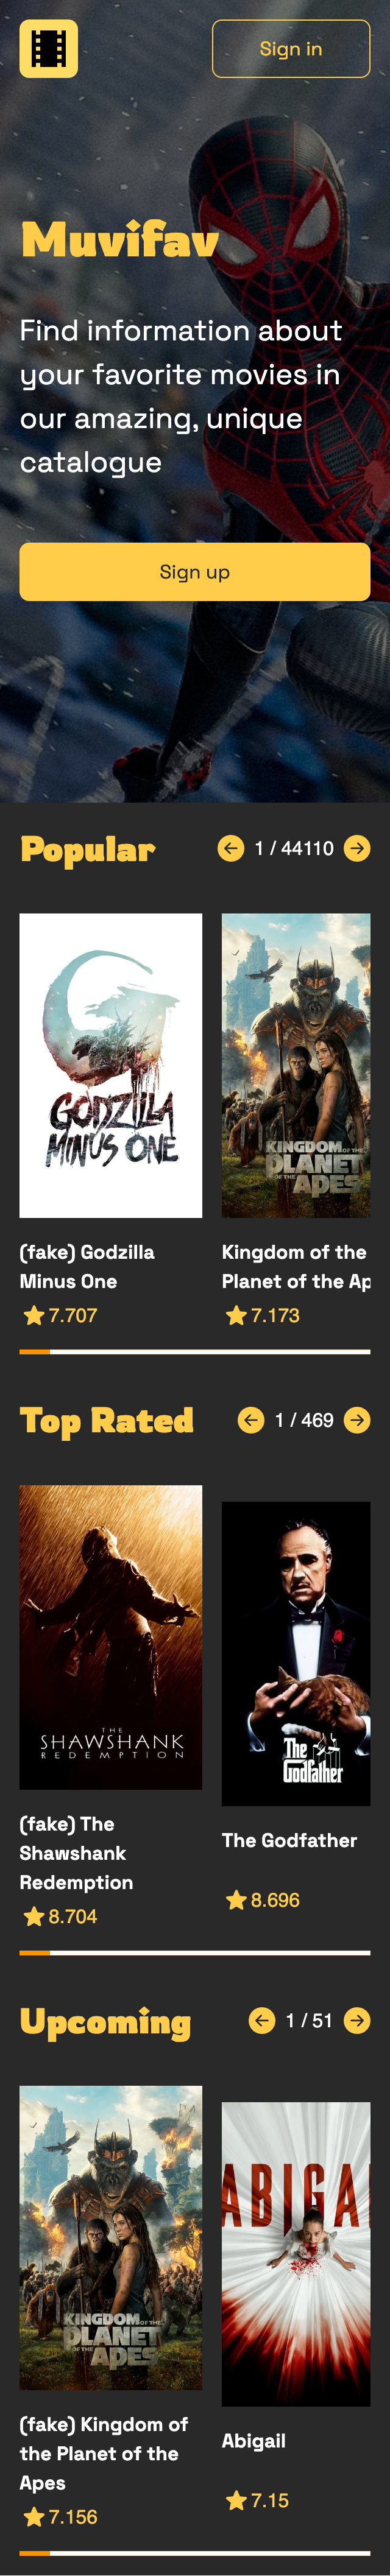 Sign in
Muvifav
Find information about
your favorite movies in
our amazing, unique
catalogue
Sign up
Popular
1 / 44110
GODZILLA
MINUS ONE
KINGDOM OF THE
PLANET
OF THE APES
(fake) Godzilla
Minus One
7.707
Kingdom of the
Planet of the Ap
7.173
Top Rated
1 / 469
THE
SHAWSHANK
REDEMPTION
The
Godfather
(fake) The
Shawshank
Redemption
8.704
The Godfather
8.696
Upcoming
1 / 51
KINGDOM OF THE
PLANET
OF THE APES
ABIGAI
(fake) Kingdom of
the Planet of the
Apes
7.156
Abigail
7.15